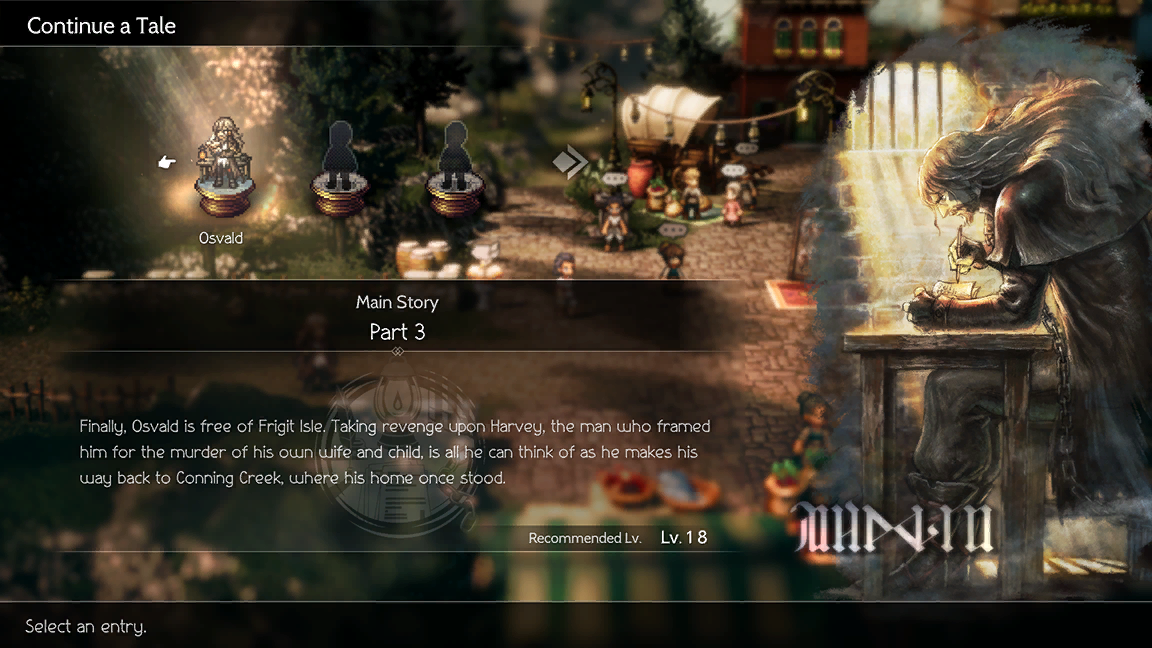 Continue a Tale
Osvald
Main Story
Part 3
Finally, Osvald is free of Frigit Isle. Taking revenge upon Harvey, the man who framed
him for the murder of his own wife and child, is all he can think of as he makes his
way back to Conning Creek, where his home once stood.
Recommended Lv. Lv.18
Select an entry.